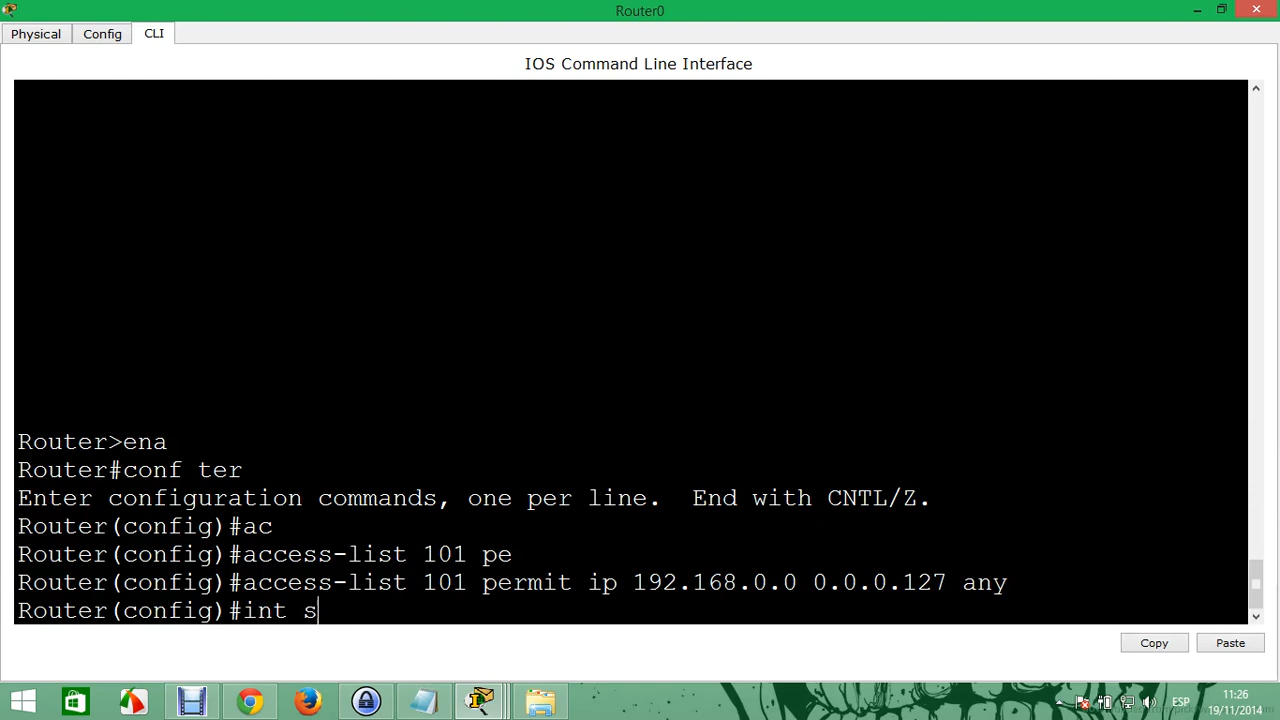 Router0
Physical Config CLI
IOS Command Line Interface
Router>ena
Router#conf ter
Enter configuration commands, one per line.  End with CNTL/Z.
Router(config)#ac
Router(config)#access-list 101 pe
Router(config)#access-list 101 permit ip 192.168.0.0 0.0.0.127 any
Router(config)#int s
Copy Paste
ESP
11:26
19/11/2014